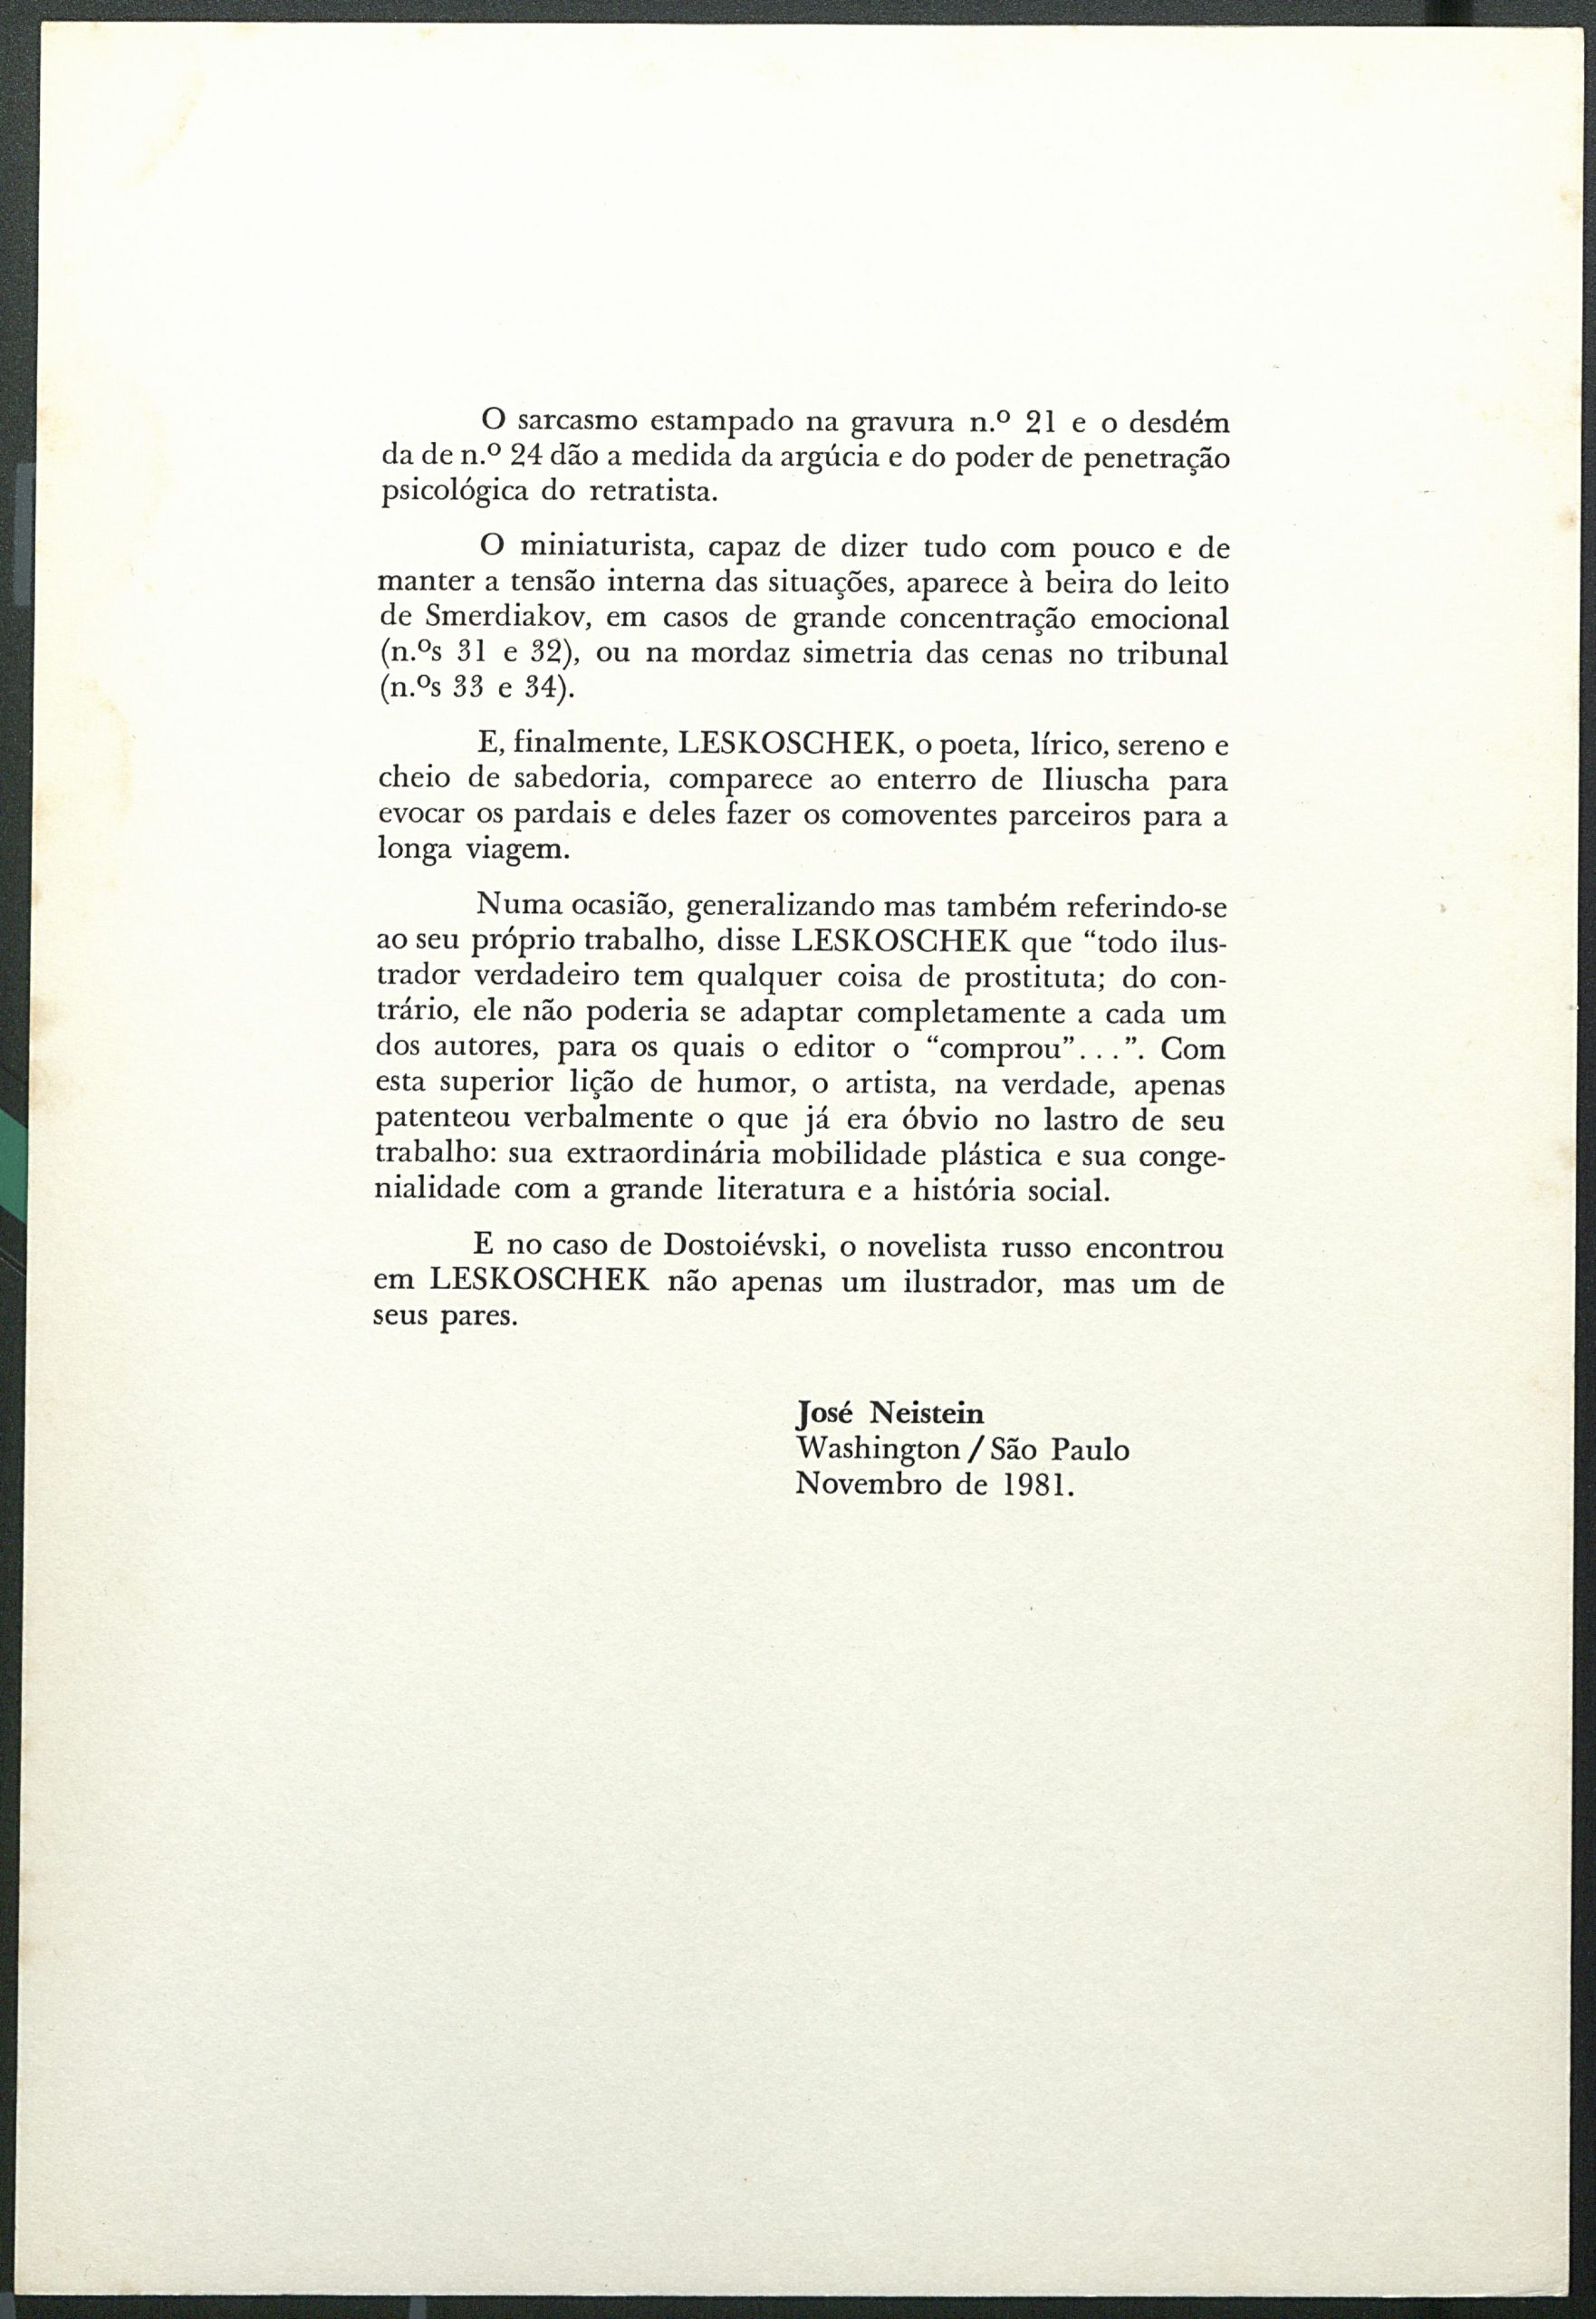 O sarcasmo estampado na gravura n.º 21 e o desdém
da de n.º 24 dão a medida da argúcia e do poder de penetração
psicológica do retratista.
O miniaturista, capaz de dizer tudo com pouco e de
manter a tensão interna das situações, aparece à beira do leito
de Smerdiakov, em casos de grande concentração emocional
(n.ºs 31 e 32), ou na mordaz simetria das cenas no tribunal
(n.ºs 33 e 34).
E, finalmente, LESKOSCHEK, o poeta, lírico, sereno e
cheio de sabedoria, comparece ao enterro de Iliuscha para
evocar os pardais e deles fazer os comoventes parceiros para a
longa viagem.
Numa ocasião, generalizando mas também referindo-se
ao seu próprio trabalho, disse LESKOSCHEK que “todo ilus-
trador verdadeiro tem qualquer coisa de prostituta; do con-
trário, ele não poderia se adaptar completamente a cada um
dos autores, para os quais o editor o “comprou”...”. Com
esta superior lição de humor, o artista, na verdade, apenas
patenteou verbalmente o que já era óbvio no lastro de seu
trabalho: sua extraordinária mobilidade plástica e sua conge-
nialidade com a grande literatura e a história social.
E no caso de Dostoiévski, o novelista russo encontrou
em LESKOSCHEK não apenas um ilustrador, mas um de
seus pares.
José Neistein
Washington / São Paulo
Novembro de 1981.